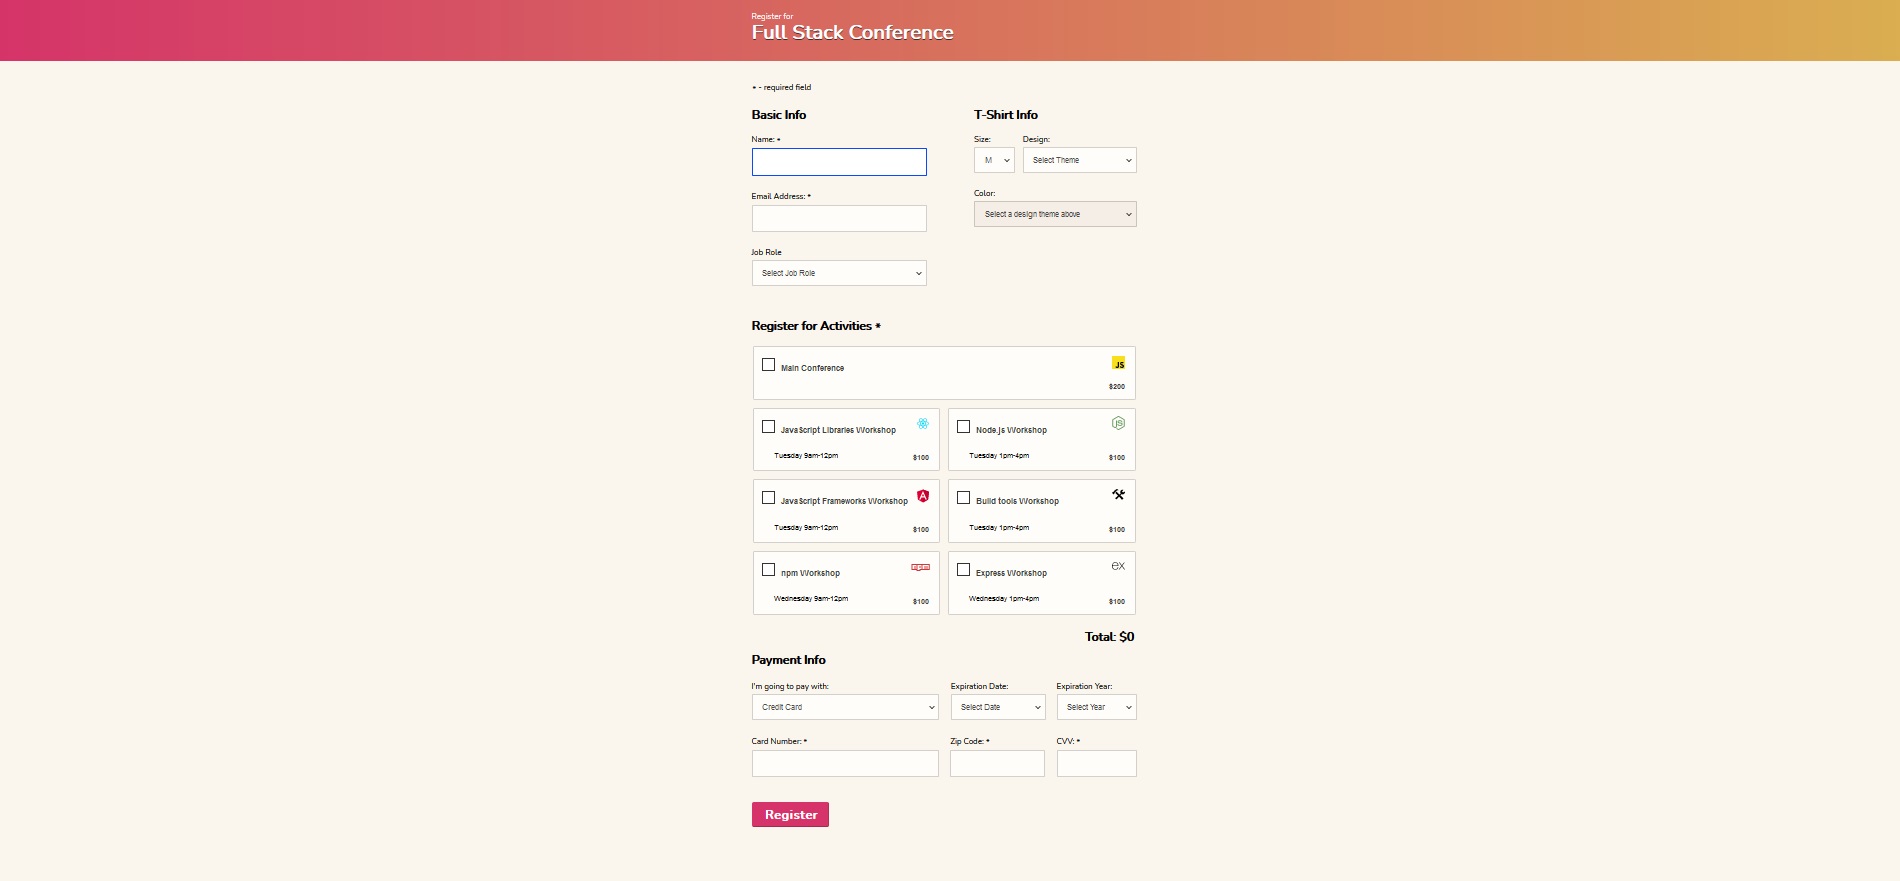 Register for
Full Stack Conference
* - required field
Basic Info
Name: *
Email Address: *
Job Role
Select Job Role
T-Shirt Info
Size:
Design:
M
Select Theme
Color:
Select a design theme above
Register for Activities *
Main Conference
JS
$200
JavaScript Libraries Workshop
Tuesday 9am-12pm
$100
Node.js Workshop
JS
Tuesday 1pm-4pm
$100
JavaScript Frameworks Workshop
A
Tuesday 9am-12pm
$100
Build tools Workshop
Tuesday 1pm-4pm
$100
npm Workshop
Wednesday 9am-12pm
$100
Express Workshop
ex
Wednesday 1pm-4pm
$100
Total: $0
Payment Info
I'm going to pay with:
Expiration Date:
Expiration Year:
Credit Card
Select Date
Select Year
Card Number: *
Zip Code: *
CVV: *
Register